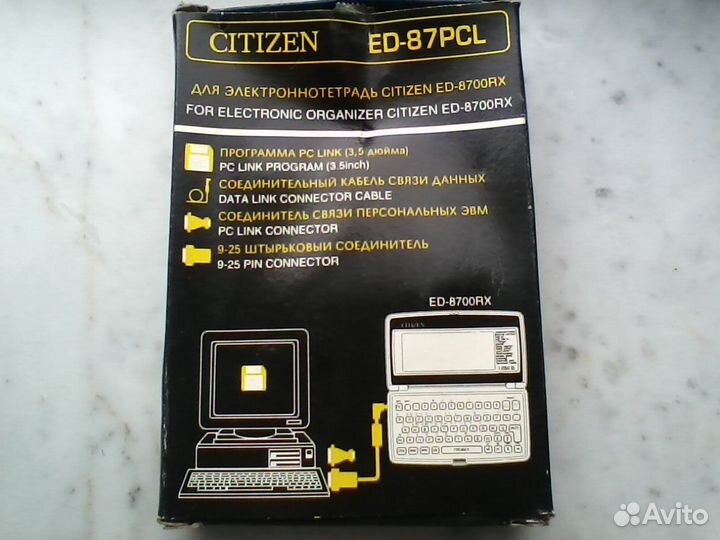 CITIZEN ED-87PCL
ДЛЯ ЭЛЕКТРОННОТЕТРАДЬ CITIZEN ED-8700RX
FOR ELECTRONIC ORGANIZER CITIZEN ED-8700RX
ПРОГРАММА PC LINK (3,5 дюйма)
PC LINK PROGRAM (3.5inch)
СОЕДИНИТЕЛЬНЫЙ КАБЕЛЬ СВЯЗИ ДАННЫХ
DATA LINK CONNECTOR CABLE
СОЕДИНИТЕЛЬ СВЯЗИ ПЕРСОНАЛЬНЫХ ЭВМ
PC LINK CONNECTOR
9-25 ШТЫРЬКОВЫЙ СОЕДИНИТЕЛЬ
9-25 PIN CONNECTOR
ED-8700RX
CITIZEN
Avito